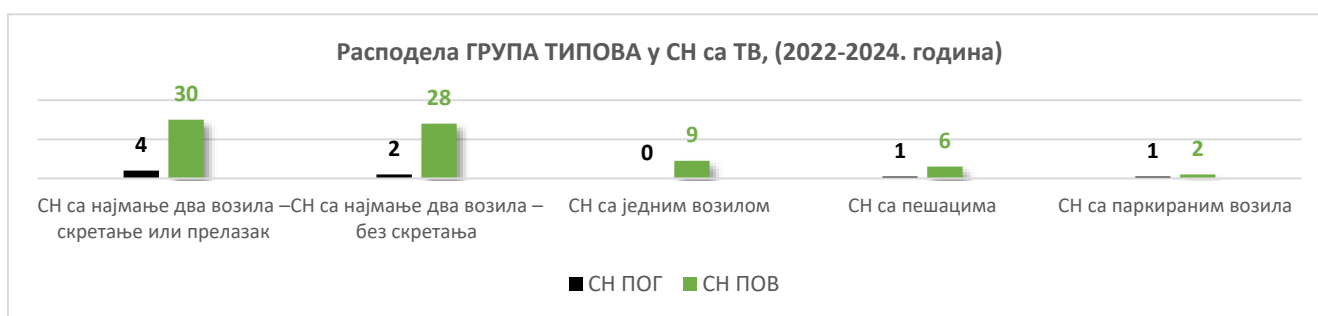 Расподела ГРУПА ТИПОВА у СН са ТВ, (2022-2024. година)
30
28
4
2
0
9
1
6
1
2
СН са најмање два возила –
скретање или прелазак
СН са најмање два возила –
без скретања
СН са једним возилом
СН са пешацима
СН са паркираним возила
СН ПОГ
СН ПОВ